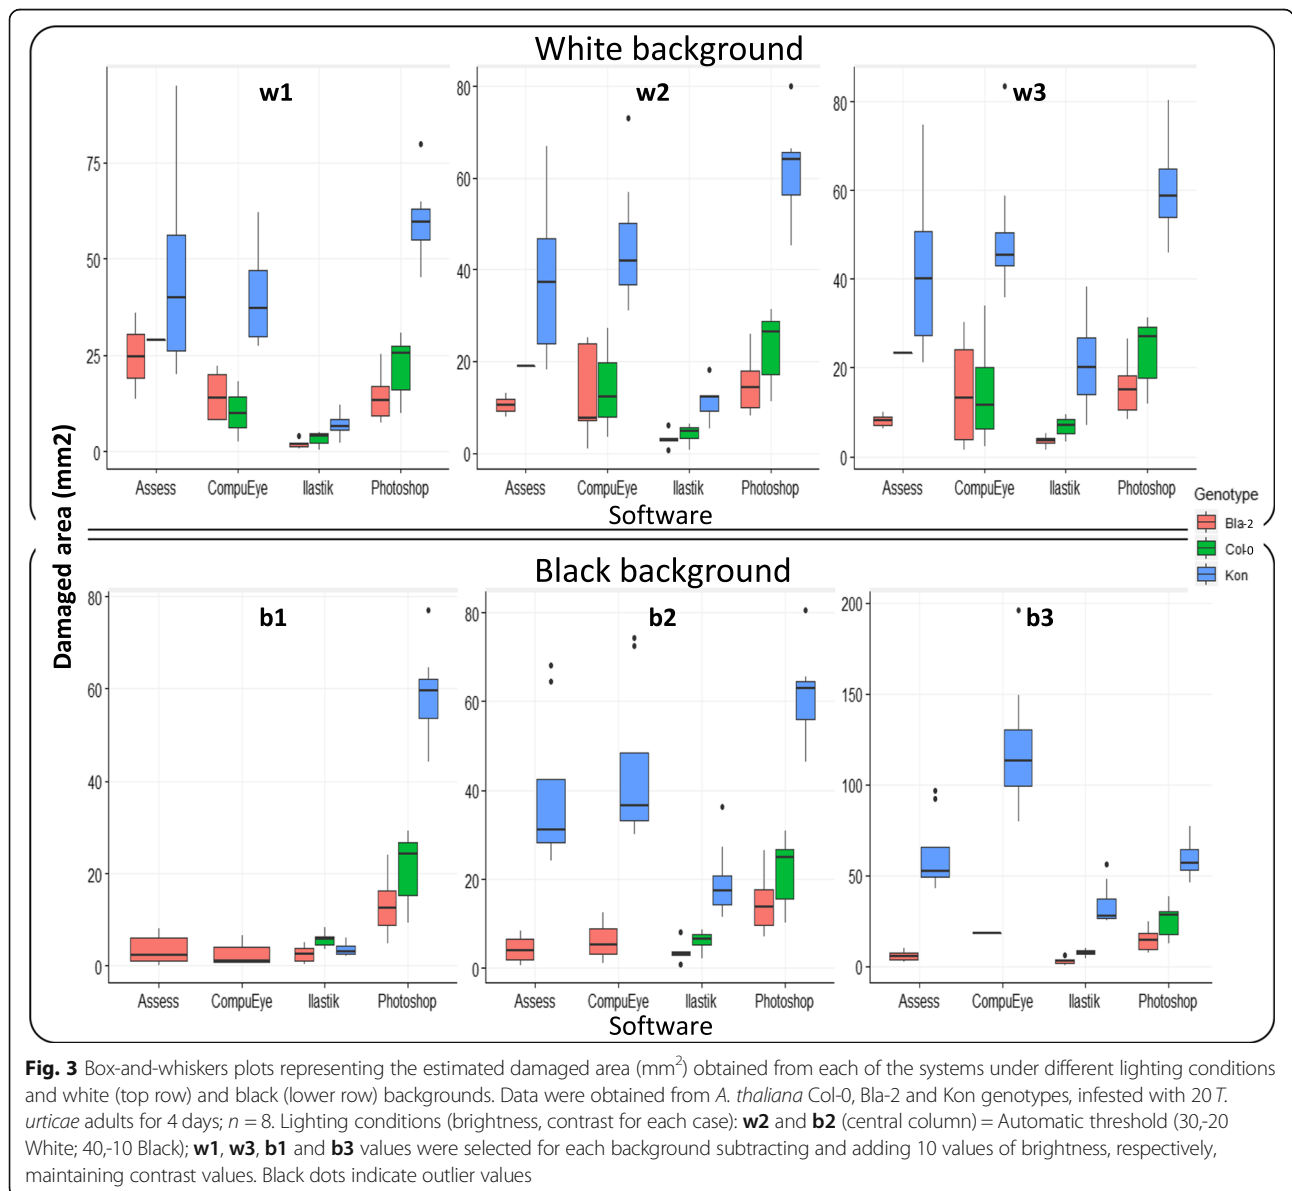 White background
w1
w2
w3
75
50
25
0
80
60
40
20
0
80
60
40
20
0
Assess CompuEye Ilastik Photoshop
Assess CompuEye Ilastik Photoshop
Assess CompuEye Ilastik Photoshop
Software
Damaged area (mm2)
Genotype
Bla-2
Col-0
Kon
Black background
b1
b2
b3
80
60
40
20
0
80
60
40
20
0
200
150
100
50
0
Assess CompuEye Ilastik Photoshop
Assess CompuEye Ilastik Photoshop
Assess CompuEye Ilastik Photoshop
Software
Fig. 3 Box-and-whiskers plots representing the estimated damaged area (mm²) obtained from each of the systems under different lighting conditions
and white (top row) and black (lower row) backgrounds. Data were obtained from A. thaliana Col-0, Bla-2 and Kon genotypes, infested with 20 T.
urticae adults for 4 days; n = 8. Lighting conditions (brightness, contrast for each case): w2 and b2 (central column) = Automatic threshold (30,-20
White; 40,-10 Black); w1, w3, b1 and b3 values were selected for each background subtracting and adding 10 values of brightness, respectively,
maintaining contrast values. Black dots indicate outlier values